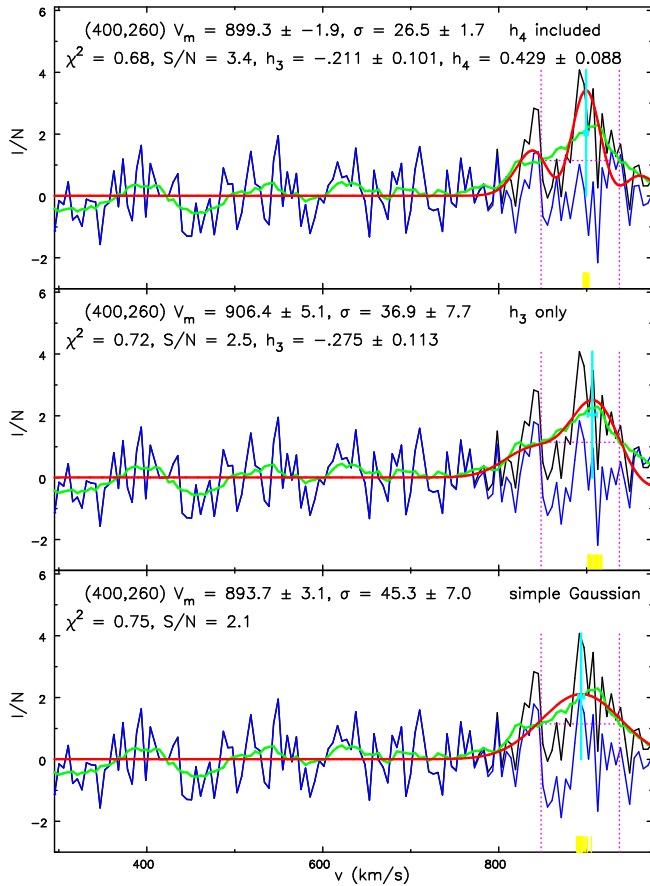 (400,260) V_m = 899.3 ± −1.9, σ = 26.5 ± 1.7 h_4 included
χ² = 0.68, S/N = 3.4, h_3 = −.211 ± 0.101, h_4 = 0.429 ± 0.088
6
4
2
0
−2
I/N
(400,260) V_m = 906.4 ± 5.1, σ = 36.9 ± 7.7 h_3 only
χ² = 0.72, S/N = 2.5, h_3 = −.275 ± 0.113
6
4
2
0
−2
I/N
(400,260) V_m = 893.7 ± 3.1, σ = 45.3 ± 7.0 simple Gaussian
χ² = 0.75, S/N = 2.1
6
4
2
0
−2
I/N
400 600 800
v (km/s)